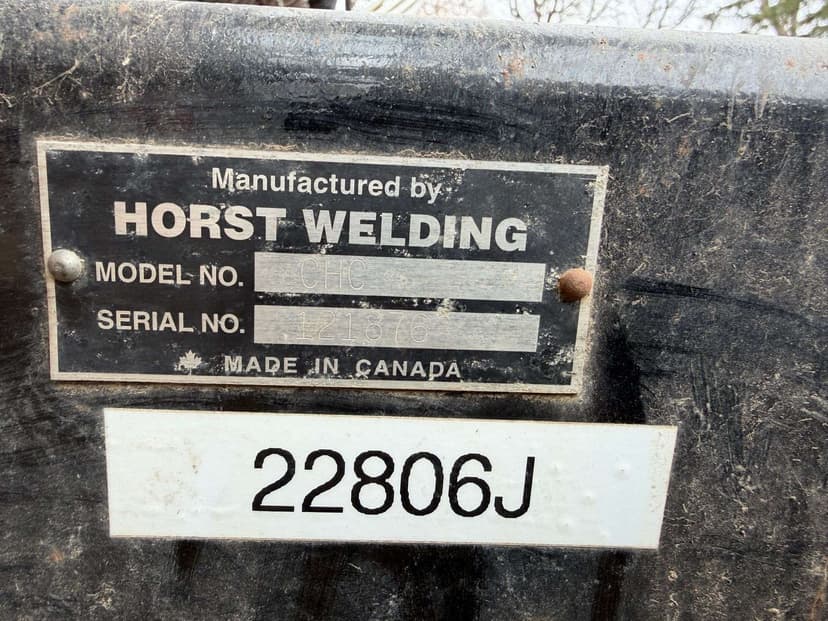 Manufactured by
HORST WELDING
MODEL NO. CHC
SERIAL NO. 121376
MADE IN CANADA
22806J